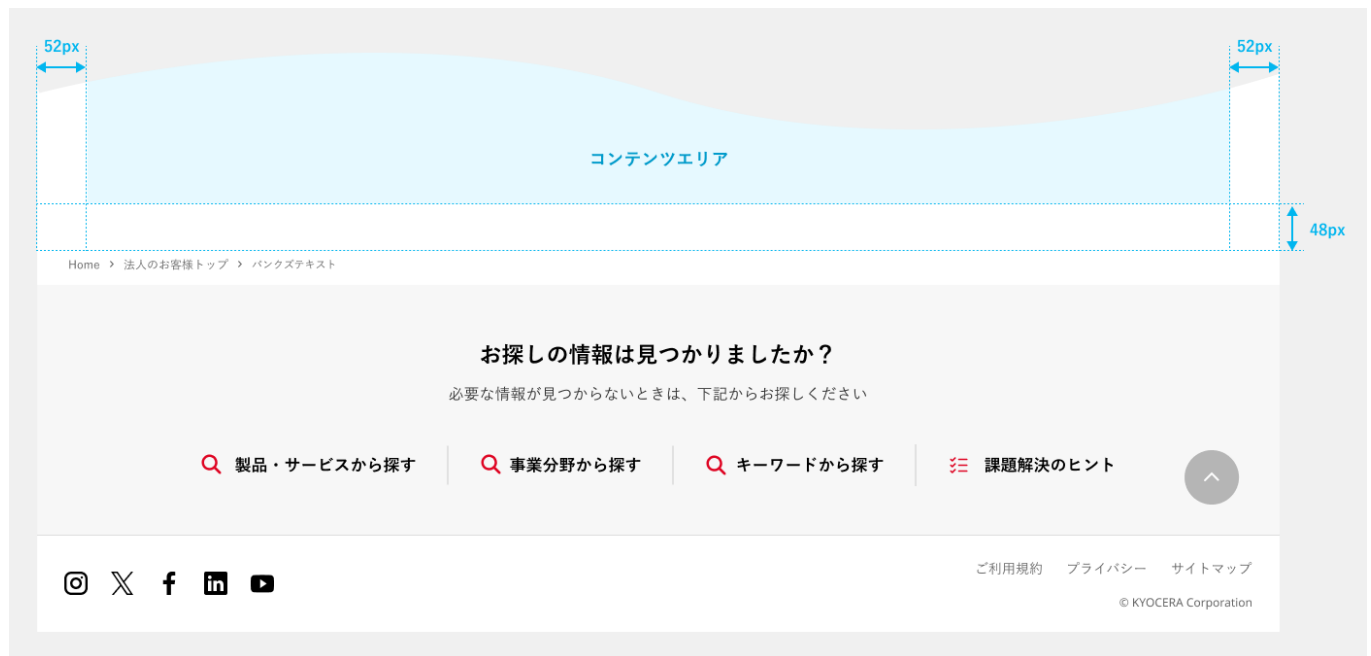 52px
52px
コンテンツエリア
48px
Home > 法人のお客様トップ > パンクズテキスト
お探しの情報は見つかりましたか？
必要な情報が見つからないときは、下記からお探しください
製品・サービスから探す
事業分野から探す
キーワードから探す
課題解決のヒント
ご利用規約 プライバシー サイトマップ
© KYOCERA Corporation